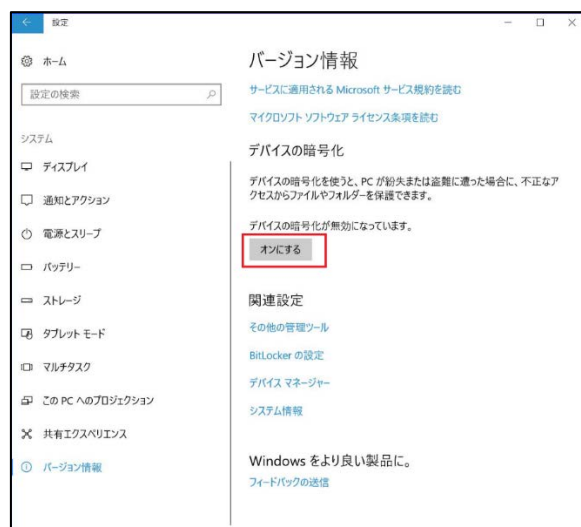 設定
ホーム
設定の検索
システム
ディスプレイ
通知とアクション
電源とスリープ
バッテリー
ストレージ
タブレット モード
マルチタスク
この PC へのプロジェクション
共有エクスペリエンス
バージョン情報
バージョン情報
サービスに適用される Microsoft サービス規約を読む
マイクロソフト ソフトウェア ライセンス条項を読む
デバイスの暗号化
デバイスの暗号化を使うと、PC が紛失または盗難に遭った場合に、不正なア
クセスからファイルやフォルダーを保護できます。
デバイスの暗号化が無効になっています。
オンにする
関連設定
その他の管理ツール
BitLocker の設定
デバイス マネージャー
システム情報
Windows をより良い製品に。
フィードバックの送信